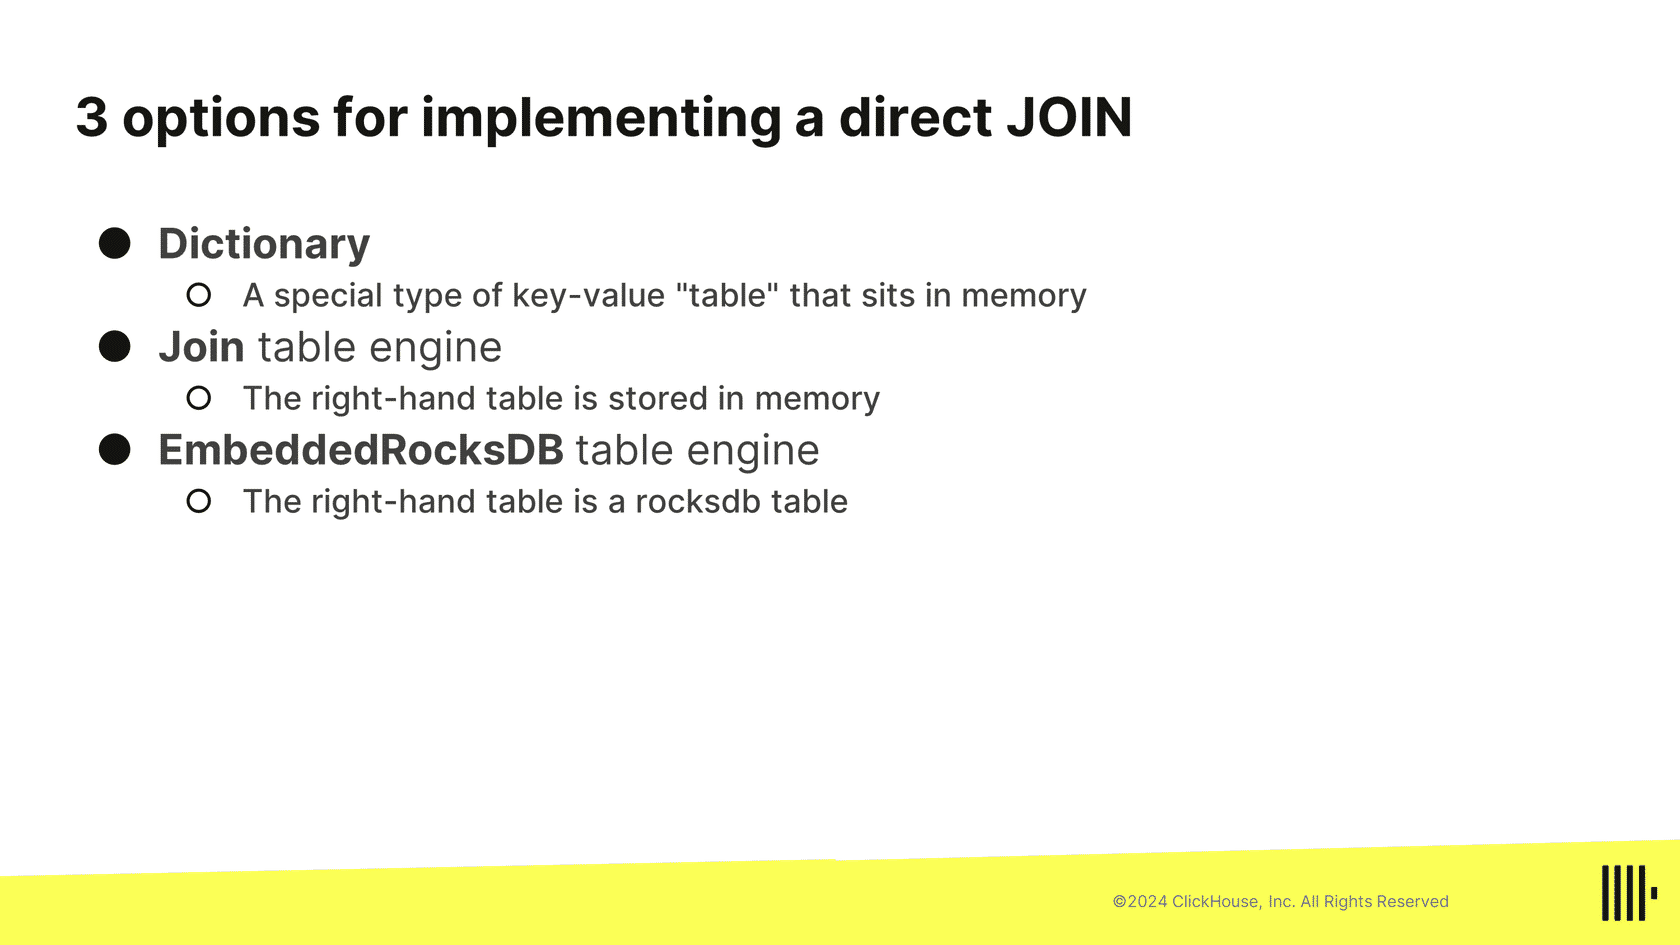 3 options for implementing a direct JOIN
● Dictionary
○ A special type of key-value "table" that sits in memory
● Join table engine
○ The right-hand table is stored in memory
● EmbeddedRocksDB table engine
○ The right-hand table is a rocksdb table
©2024 ClickHouse, Inc. All Rights Reserved